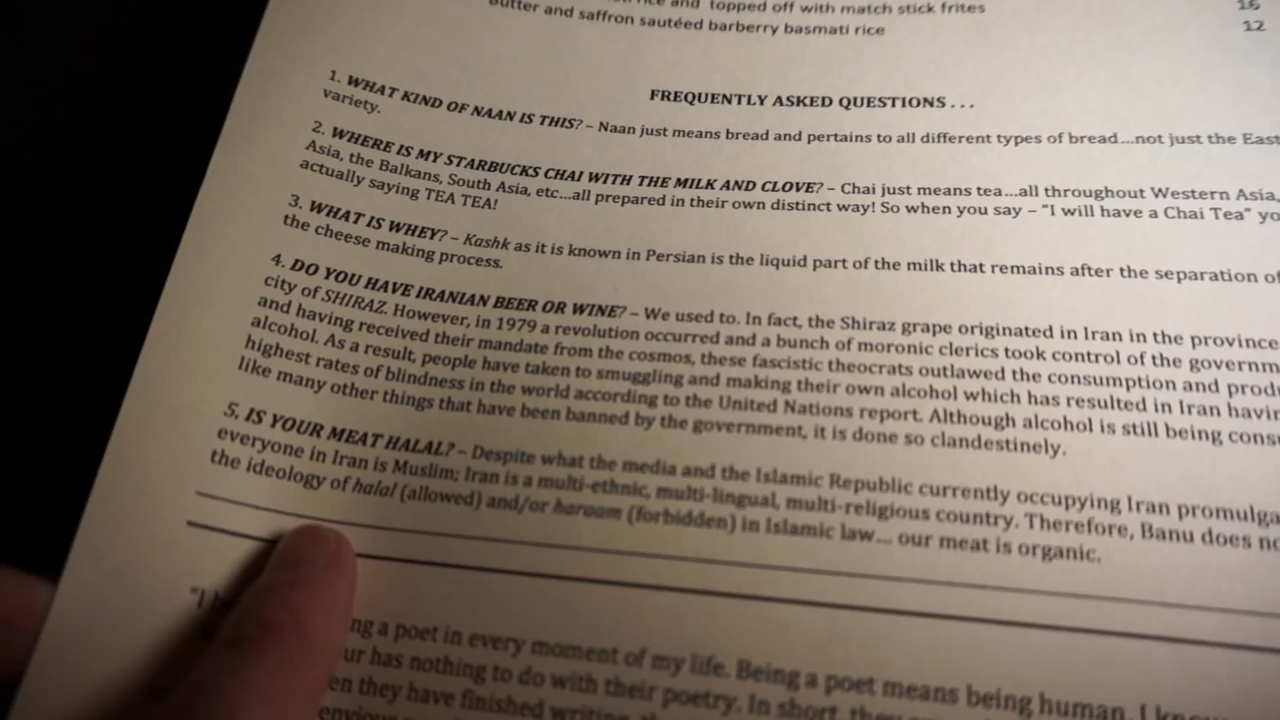 rice and topped off with match stick frites 16
butter and saffron sautéed barberry basmati rice 12
FREQUENTLY ASKED QUESTIONS . . .
1. WHAT KIND OF NAAN IS THIS? – Naan just means bread and pertains to all different types of bread...not just the East
variety.
2. WHERE IS MY STARBUCKS CHAI WITH THE MILK AND CLOVE? – Chai just means tea...all throughout Western Asia,
Asia, the Balkans, South Asia, etc...all prepared in their own distinct way! So when you say – "I will have a Chai Tea" yo
actually saying TEA TEA!
3. WHAT IS WHEY? – Kashk as it is known in Persian is the liquid part of the milk that remains after the separation of
the cheese making process.
4. DO YOU HAVE IRANIAN BEER OR WINE? – We used to. In fact, the Shiraz grape originated in Iran in the province
city of SHIRAZ. However, in 1979 a revolution occurred and a bunch of moronic clerics took control of the governm
and having received their mandate from the cosmos, these fascistic theocrats outlawed the consumption and prod
alcohol. As a result, people have taken to smuggling and making their own alcohol which has resulted in Iran havin
highest rates of blindness in the world according to the United Nations report. Although alcohol is still being cons
like many other things that have been banned by the government, it is done so clandestinely.
5. IS YOUR MEAT HALAL? – Despite what the media and the Islamic Republic currently occupying Iran promulga
everyone in Iran is Muslim; Iran is a multi-ethnic, multi-lingual, multi-religious country. Therefore, Banu does no
the ideology of halal (allowed) and/or haraam (forbidden) in Islamic law... our meat is organic.
"I
ng a poet in every moment of my life. Being a poet means being human. I know
ur has nothing to do with their poetry. In short, they
en they have finished writing